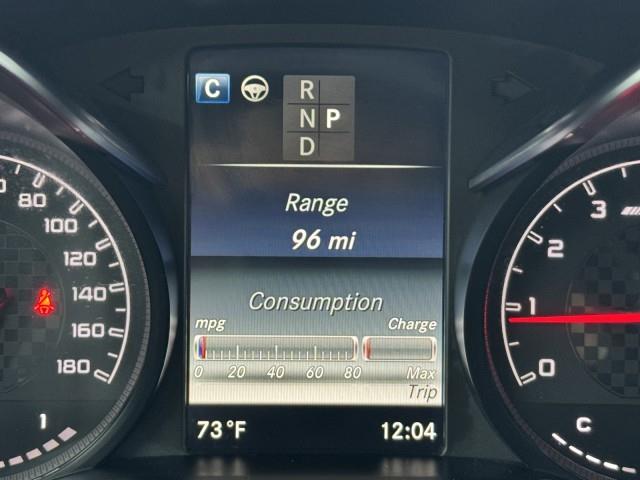 C
R
N P
D
Range
96 mi
Consumption
mpg Charge
0 20 40 60 80 Max
Trip
73°F 12:04
80
100
120
140
160
180
1
3
2
1
0
C